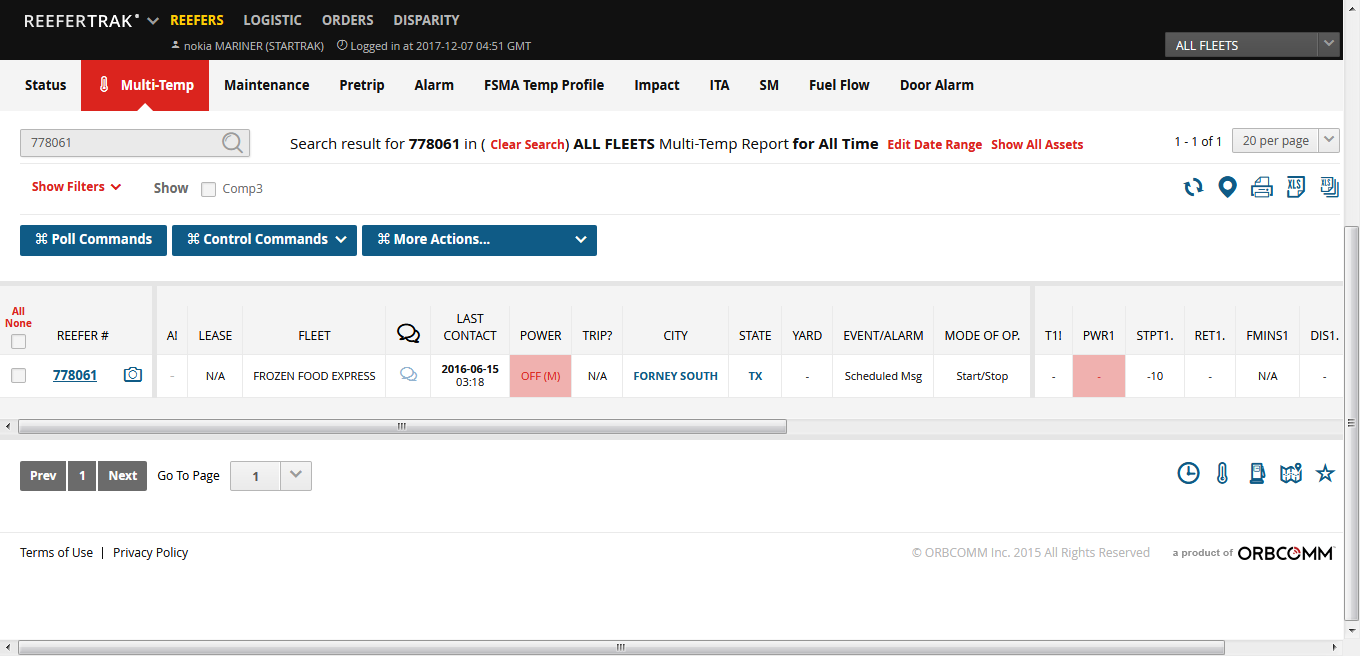 REEFERTRAK REEFERS LOGISTIC ORDERS DISPARITY
nokia MARINER (STARTRAK) Logged in at 2017-12-07 04:51 GMT
ALL FLEETS
Status Multi-Temp Maintenance Pretrip Alarm FSMA Temp Profile Impact ITA SM Fuel Flow Door Alarm
778061 Search result for 778061 in ( Clear Search) ALL FLEETS Multi-Temp Report for All Time Edit Date Range Show All Assets 1 - 1 of 1 20 per page
Show Filters Show Comp3
XLS XLS
⌘ Poll Commands ⌘ Control Commands ⌘ More Actions...
All
None
REEFER # A! LEASE FLEET LAST CONTACT POWER TRIP? CITY STATE YARD EVENT/ALARM MODE OF OP. T1! PWR1 STPT1. RET1. FMINS1 DIS1.
778061 - N/A FROZEN FOOD EXPRESS 2016-06-15 03:18 OFF (M) N/A FORNEY SOUTH TX - Scheduled Msg Start/Stop - - -10 - N/A -
Prev 1 Next Go To Page 1
Terms of Use | Privacy Policy © ORBCOMM Inc. 2015 All Rights Reserved a product of ORBCOMM